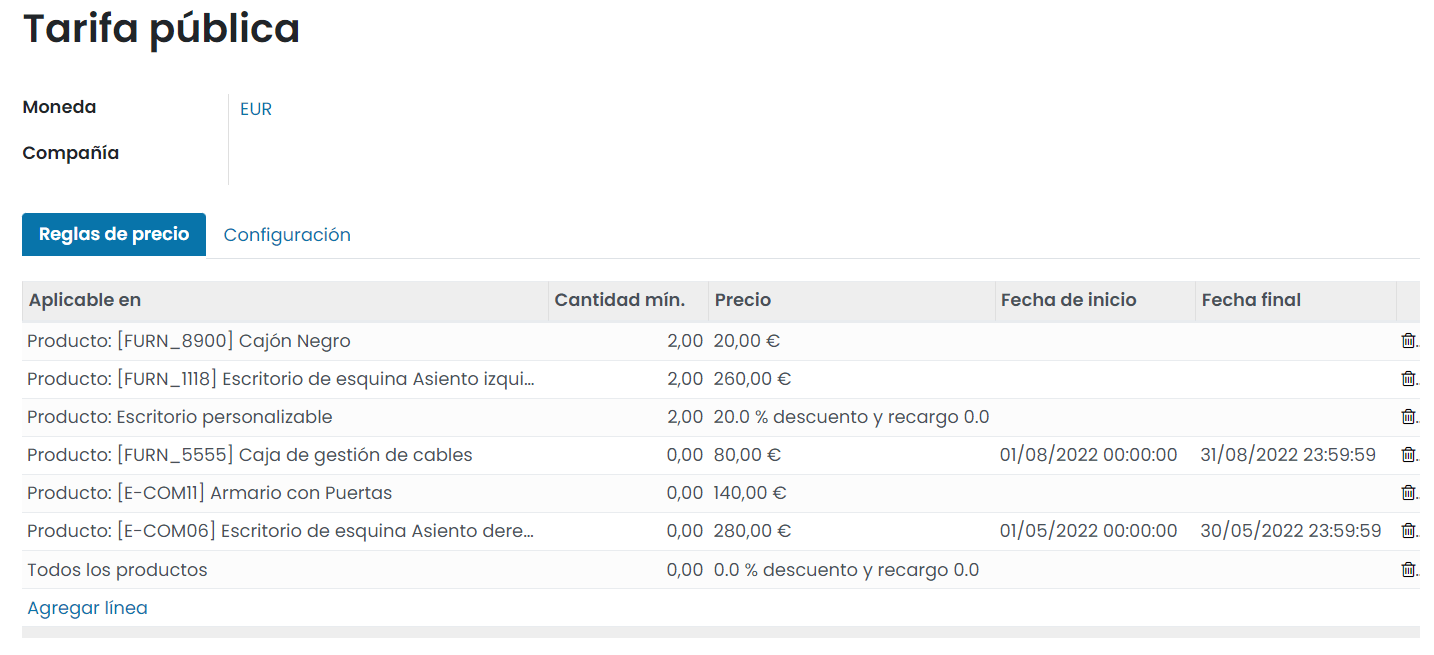 Tarifa pública
Moneda EUR
Compañía
Reglas de precio Configuración
Aplicable en Cantidad mín. Precio Fecha de inicio Fecha final
Producto: [FURN_8900] Cajón Negro 2,00 20,00 €
Producto: [FURN_1118] Escritorio de esquina Asiento izqui... 2,00 260,00 €
Producto: Escritorio personalizable 2,00 20.0 % descuento y recargo 0.0
Producto: [FURN_5555] Caja de gestión de cables 0,00 80,00 € 01/08/2022 00:00:00 31/08/2022 23:59:59
Producto: [E-COM11] Armario con Puertas 0,00 140,00 €
Producto: [E-COM06] Escritorio de esquina Asiento dere... 0,00 280,00 € 01/05/2022 00:00:00 30/05/2022 23:59:59
Todos los productos 0,00 0.0 % descuento y recargo 0.0
Agregar línea